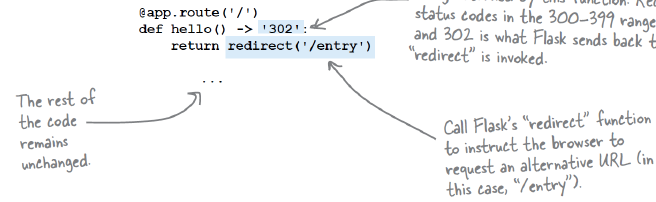 @app.route('/')
def hello() -> '302':
return redirect('/entry')
...
status codes in the 300-399 range
and 302 is what Flask sends back
"redirect" is invoked.
The rest of
the code
remains
unchanged.
Call Flask's "redirect" function
to instruct the browser to
request an alternative URL (in
this case, "/entry").